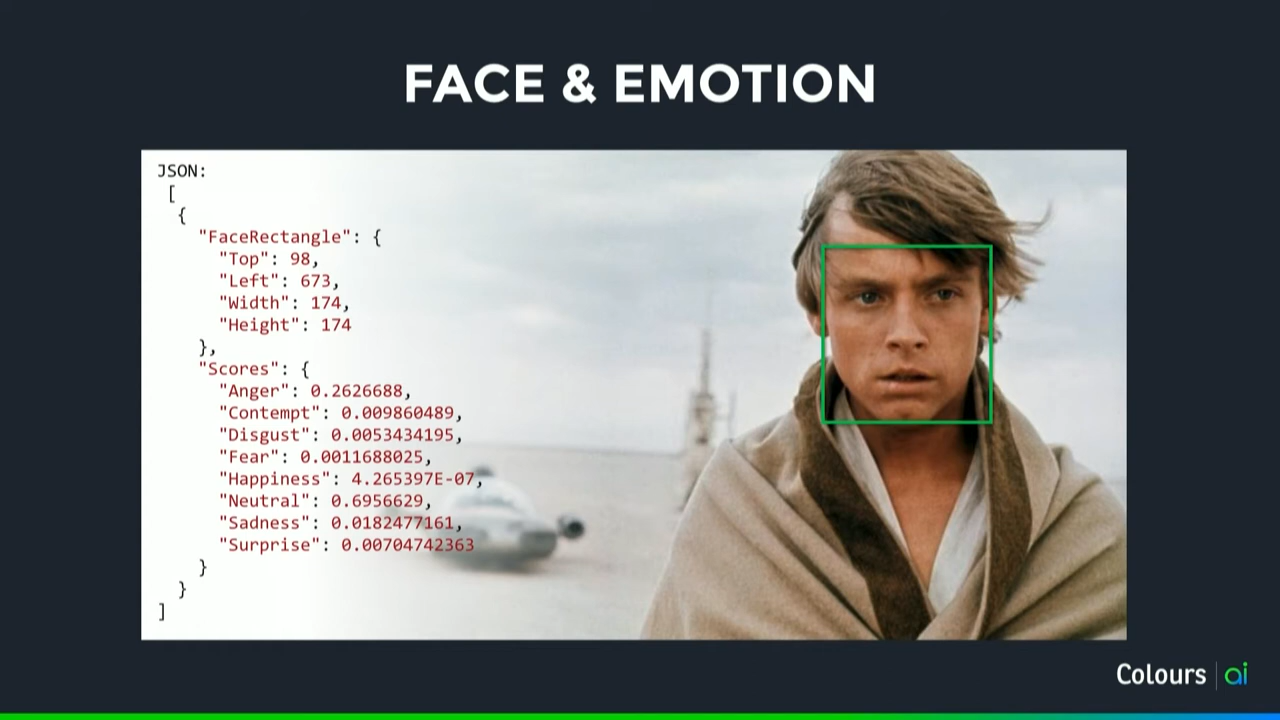 FACE & EMOTION
JSON:
[
{
"FaceRectangle": {
"Top": 98,
"Left": 673,
"Width": 174,
"Height": 174
},
"Scores": {
"Anger": 0.2626688,
"Contempt": 0.009860489,
"Disgust": 0.0053434195,
"Fear": 0.0011688025,
"Happiness": 4.265397E-07,
"Neutral": 0.6956629,
"Sadness": 0.0182477161,
"Surprise": 0.00704742363
}
}
]
Colours | ai